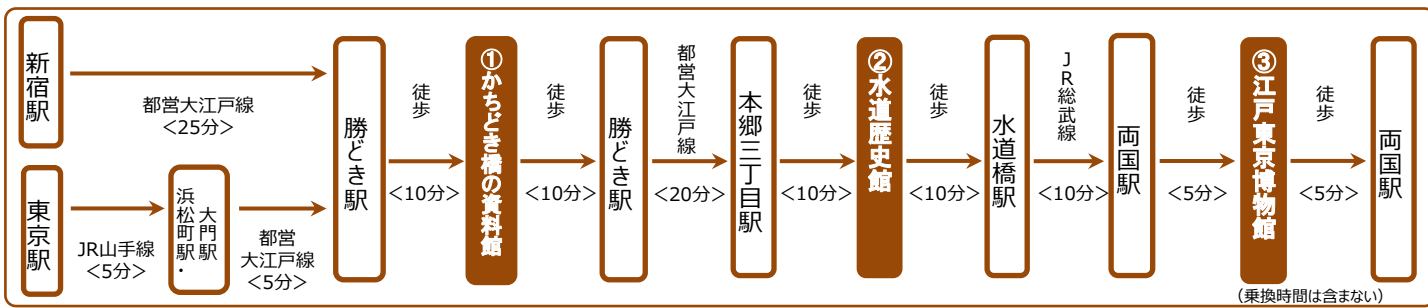 新宿駅
都営大江戸線
<25分>
東京駅
JR山手線
<5分>
浜松町駅・
大門駅
都営
大江戸線
<5分>
勝どき駅
徒歩
<10分>
①かちどき橋の資料館
徒歩
<10分>
勝どき駅
都営大江戸線
<20分>
本郷三丁目駅
徒歩
<10分>
②水道歴史館
徒歩
<10分>
水道橋駅
JR総武線
<10分>
両国駅
徒歩
<5分>
③江戸東京博物館
徒歩
<5分>
両国駅
(乗換時間は含まない)